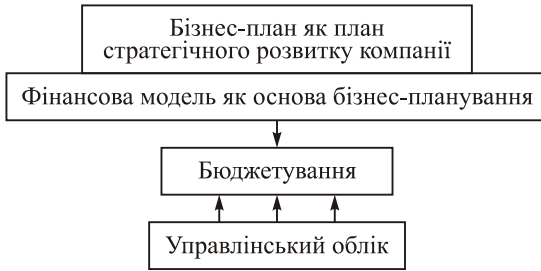 Бізнес-план як план
стратегічного розвитку компанії
Фінансова модель як основа бізнес-планування
Бюджетування
Управлінський облік